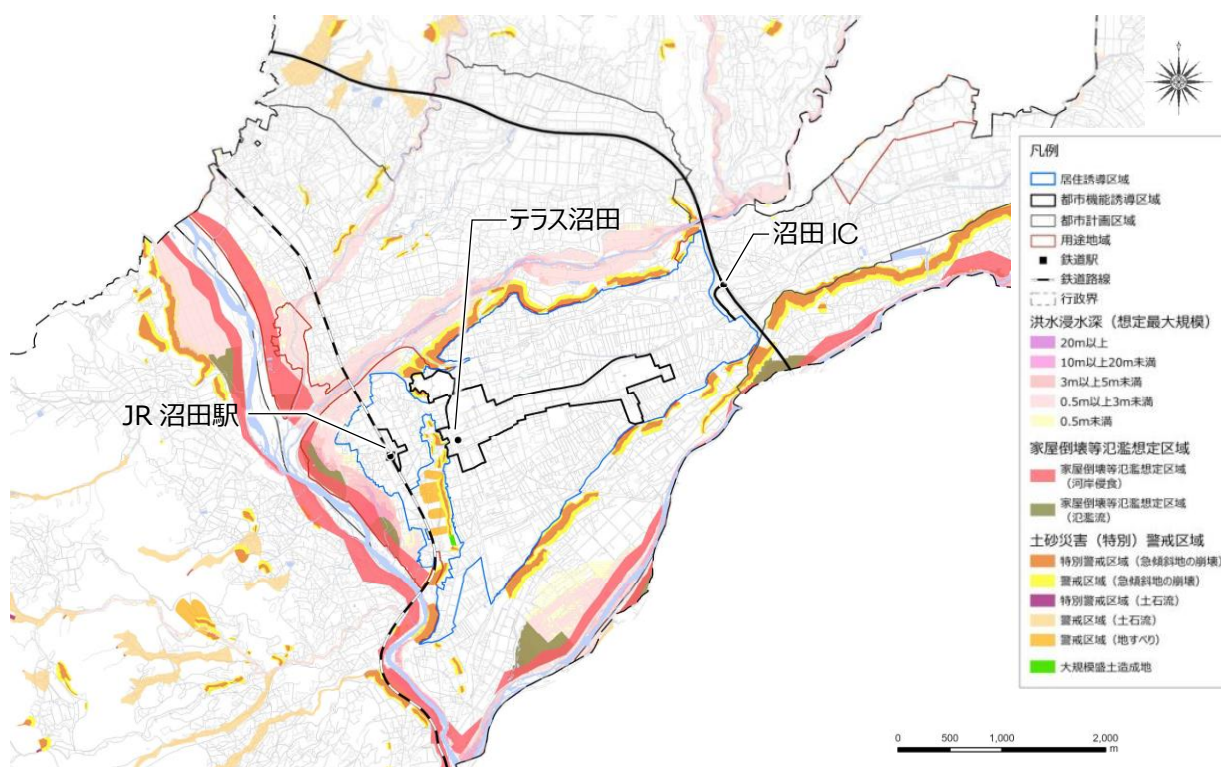 テラス沼田
沼田 IC
JR 沼田駅
凡例
居住誘導区域
都市機能誘導区域
都市計画区域
用途地域
鉄道駅
鉄道路線
行政界
洪水浸水深（想定最大規模）
20m以上
10m以上20m未満
3m以上5m未満
0.5m以上3m未満
0.5m未満
家屋倒壊等氾濫想定区域
家屋倒壊等氾濫想定区域
（河岸侵食）
家屋倒壊等氾濫想定区域
（氾濫流）
土砂災害（特別）警戒区域
特別警戒区域（急傾斜地の崩壊）
警戒区域（急傾斜地の崩壊）
特別警戒区域（土石流）
警戒区域（土石流）
警戒区域（地すべり）
大規模盛土造成地
0 500 1,000 2,000
m